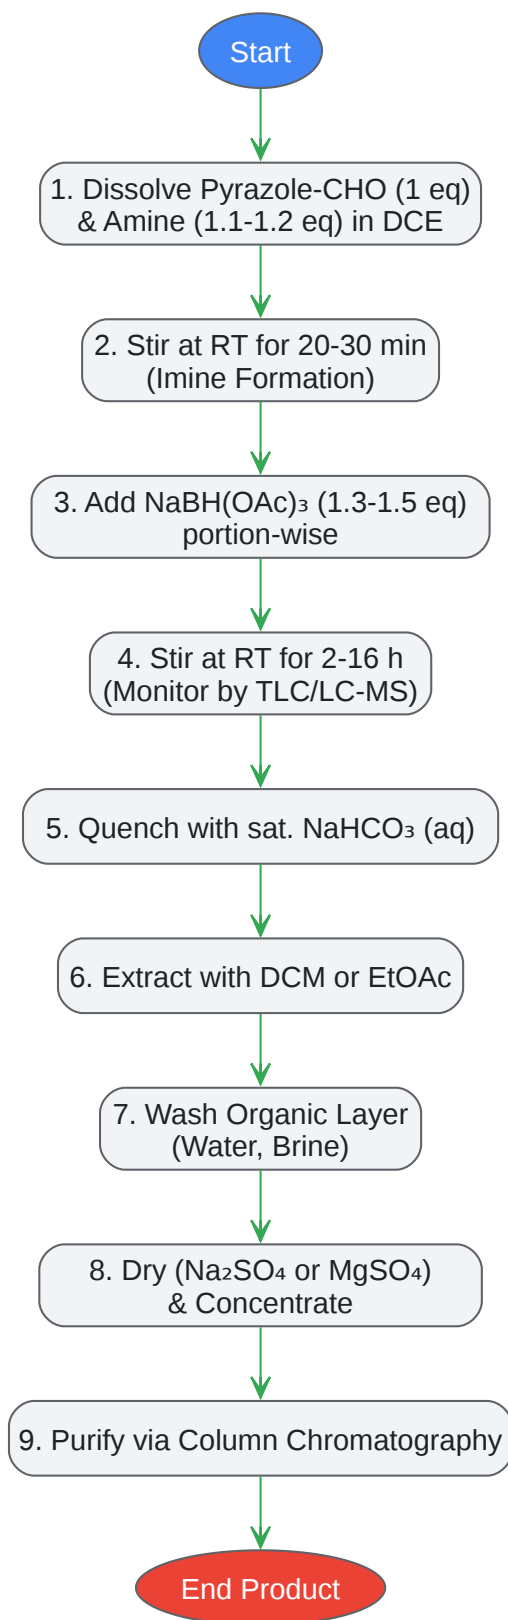 Start
1. Dissolve Pyrazole-CHO (1 eq)
& Amine (1.1-1.2 eq) in DCE
2. Stir at RT for 20-30 min
(Imine Formation)
3. Add NaBH(OAc)₃ (1.3-1.5 eq)
portion-wise
4. Stir at RT for 2-16 h
(Monitor by TLC/LC-MS)
5. Quench with sat. NaHCO₃ (aq)
6. Extract with DCM or EtOAc
7. Wash Organic Layer
(Water, Brine)
8. Dry (Na₂SO₄ or MgSO₄)
& Concentrate
9. Purify via Column Chromatography
End Product